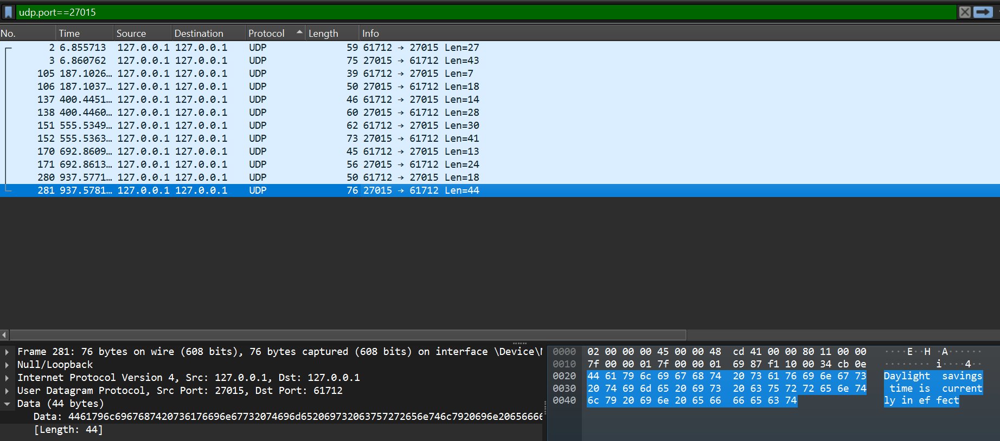 udp.port==27015
No. Time Source Destination Protocol Length Info
2 6.855713 127.0.0.1 127.0.0.1 UDP 59 61712 → 27015 Len=27
3 6.860762 127.0.0.1 127.0.0.1 UDP 75 27015 → 61712 Len=43
105 187.1026… 127.0.0.1 127.0.0.1 UDP 39 61712 → 27015 Len=7
106 187.1037… 127.0.0.1 127.0.0.1 UDP 50 27015 → 61712 Len=18
137 400.4451… 127.0.0.1 127.0.0.1 UDP 46 61712 → 27015 Len=14
138 400.4460… 127.0.0.1 127.0.0.1 UDP 60 27015 → 61712 Len=28
151 555.5349… 127.0.0.1 127.0.0.1 UDP 62 61712 → 27015 Len=30
152 555.5363… 127.0.0.1 127.0.0.1 UDP 73 27015 → 61712 Len=41
170 692.8609… 127.0.0.1 127.0.0.1 UDP 45 61712 → 27015 Len=13
171 692.8613… 127.0.0.1 127.0.0.1 UDP 56 27015 → 61712 Len=24
280 937.5771… 127.0.0.1 127.0.0.1 UDP 50 61712 → 27015 Len=18
281 937.5781… 127.0.0.1 127.0.0.1 UDP 76 27015 → 61712 Len=44
Frame 281: 76 bytes on wire (608 bits), 76 bytes captured (608 bits) on interface \Device\N
Null/Loopback
Internet Protocol Version 4, Src: 127.0.0.1, Dst: 127.0.0.1
User Datagram Protocol, Src Port: 27015, Dst Port: 61712
Data (44 bytes)
Data: 4461796c6967687420736176696e67732074696d652069732063757272656e746c7920696e20656666
[Length: 44]
0000 02 00 00 00 45 00 00 48 cd 41 00 00 80 11 00 00 ····E··H ·A······
0010 7f 00 00 01 7f 00 00 01 69 87 f1 10 00 34 cb 0e ········ i····4··
0020 44 61 79 6c 69 67 68 74 20 73 61 76 69 6e 67 73 Daylight savings
0030 20 74 69 6d 65 20 69 73 20 63 75 72 72 65 6e 74 time is current
0040 6c 79 20 69 6e 20 65 66 66 65 63 74 ly in ef fect